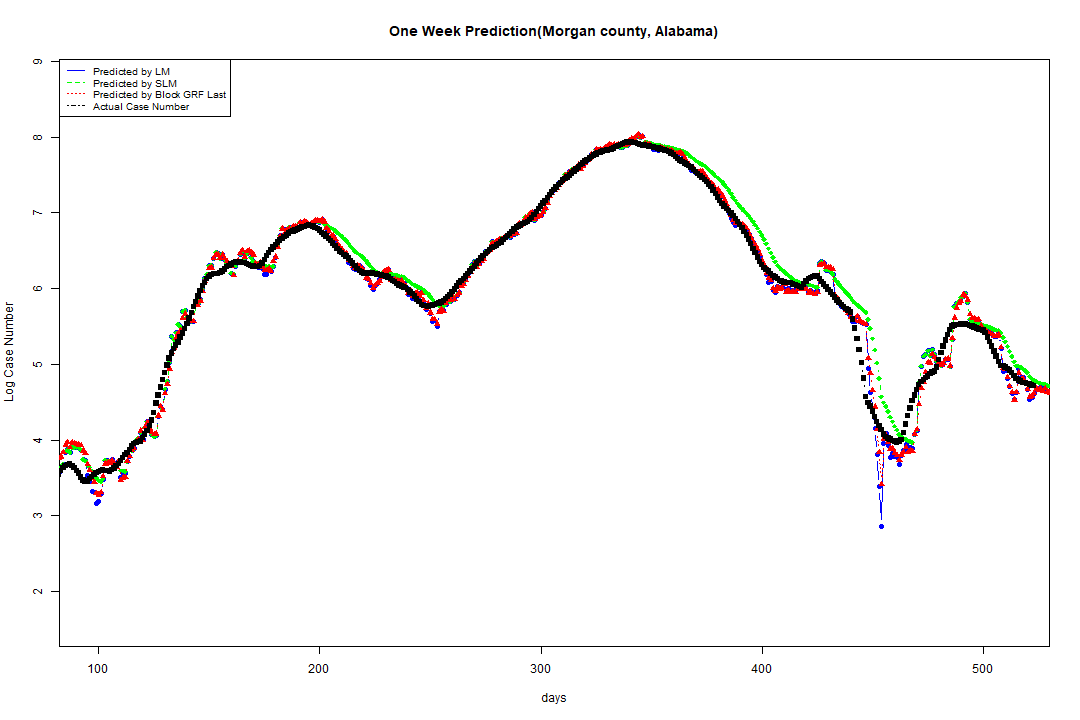 One Week Prediction(Morgan county, Alabama)
Predicted by LM
Predicted by SLM
Predicted by Block GRF Last
Actual Case Number
9
8
7
6
5
4
3
2
Log Case Number
100 200 300 400 500
days